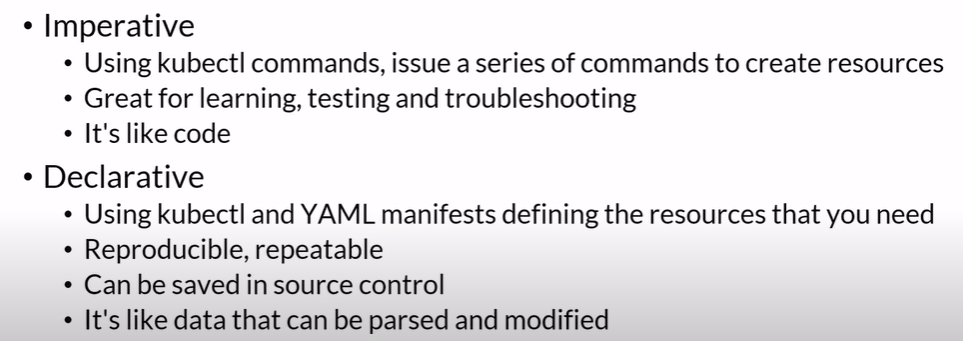 • Imperative
• Using kubectl commands, issue a series of commands to create resources
• Great for learning, testing and troubleshooting
• It's like code
• Declarative
• Using kubectl and YAML manifests defining the resources that you need
• Reproducible, repeatable
• Can be saved in source control
• It's like data that can be parsed and modified